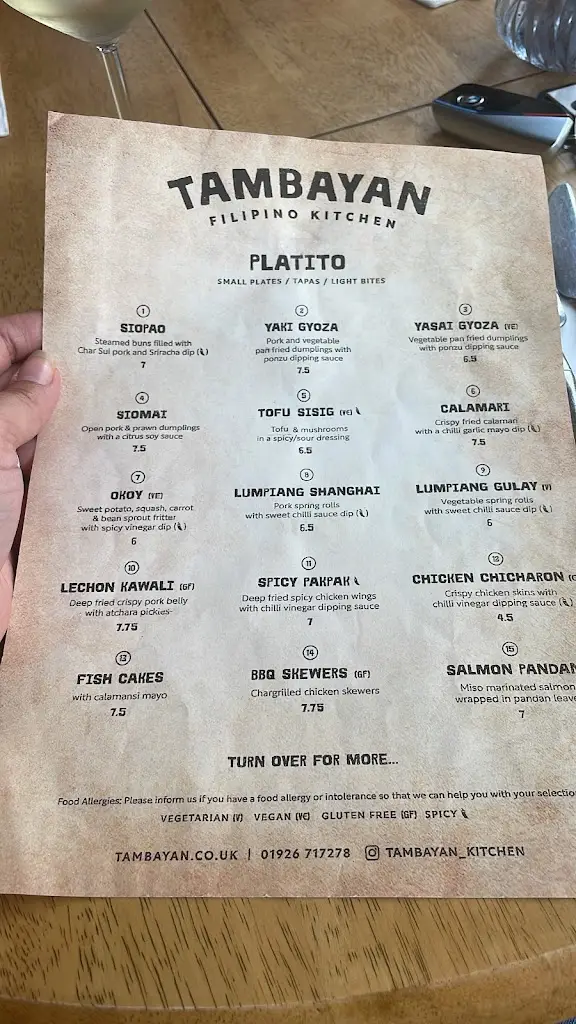 TAMBAYAN
FILIPINO KITCHEN
PLATITO
SMALL PLATES / TAPAS / LIGHT BITES
1
SIOPAO
Steamed buns filled with
Char Sui pork and Sriracha dip ( )
7
2
YAKI GYOZA
Pork and vegetable
pan fried dumplings with
ponzu dipping sauce
7.5
3
YASAI GYOZA (VE)
Vegetable pan fried dumplings
with ponzu dipping sauce
6.5
4
SIOMAI
Open pork & prawn dumplings
with a citrus soy sauce
7.5
5
TOFU SISIG (VE)
Tofu & mushrooms
in a spicy/sour dressing
6.5
6
CALAMARI
Crispy fried calamari
with a chilli garlic mayo dip ( )
7.5
7
OKOY (VE)
Sweet potato, squash, carrot
& bean sprout fritter
with spicy vinegar dip ( )
6
8
LUMPIANG SHANGHAI
Pork spring rolls
with sweet chilli sauce dip ( )
6.5
9
LUMPIANG GULAY (V)
Vegetable spring rolls
with sweet chilli sauce dip ( )
6
10
LECHON KAWALI (GF)
Deep fried crispy pork belly
with atchara pickles
7.75
11
SPICY PAKPAK
Deep fried spicy chicken wings
with chilli vinegar dipping sauce
7
12
CHICKEN CHICHARON
Crispy chicken skins with
chilli vinegar dipping sauce ( )
4.5
13
FISH CAKES
with calamansi mayo
7.5
14
BBQ SKEWERS (GF)
Chargrilled chicken skewers
7.75
15
SALMON PANDAN
Miso marinated salmon
wrapped in pandan leave
7
TURN OVER FOR MORE...
Food Allergies: Please inform us if you have a food allergy or intolerance so that we can help you with your selectio
VEGETARIAN (V) VEGAN (VE) GLUTEN FREE (GF) SPICY
TAMBAYAN.CO.UK | 01926 717278 TAMBAYAN_KITCHEN